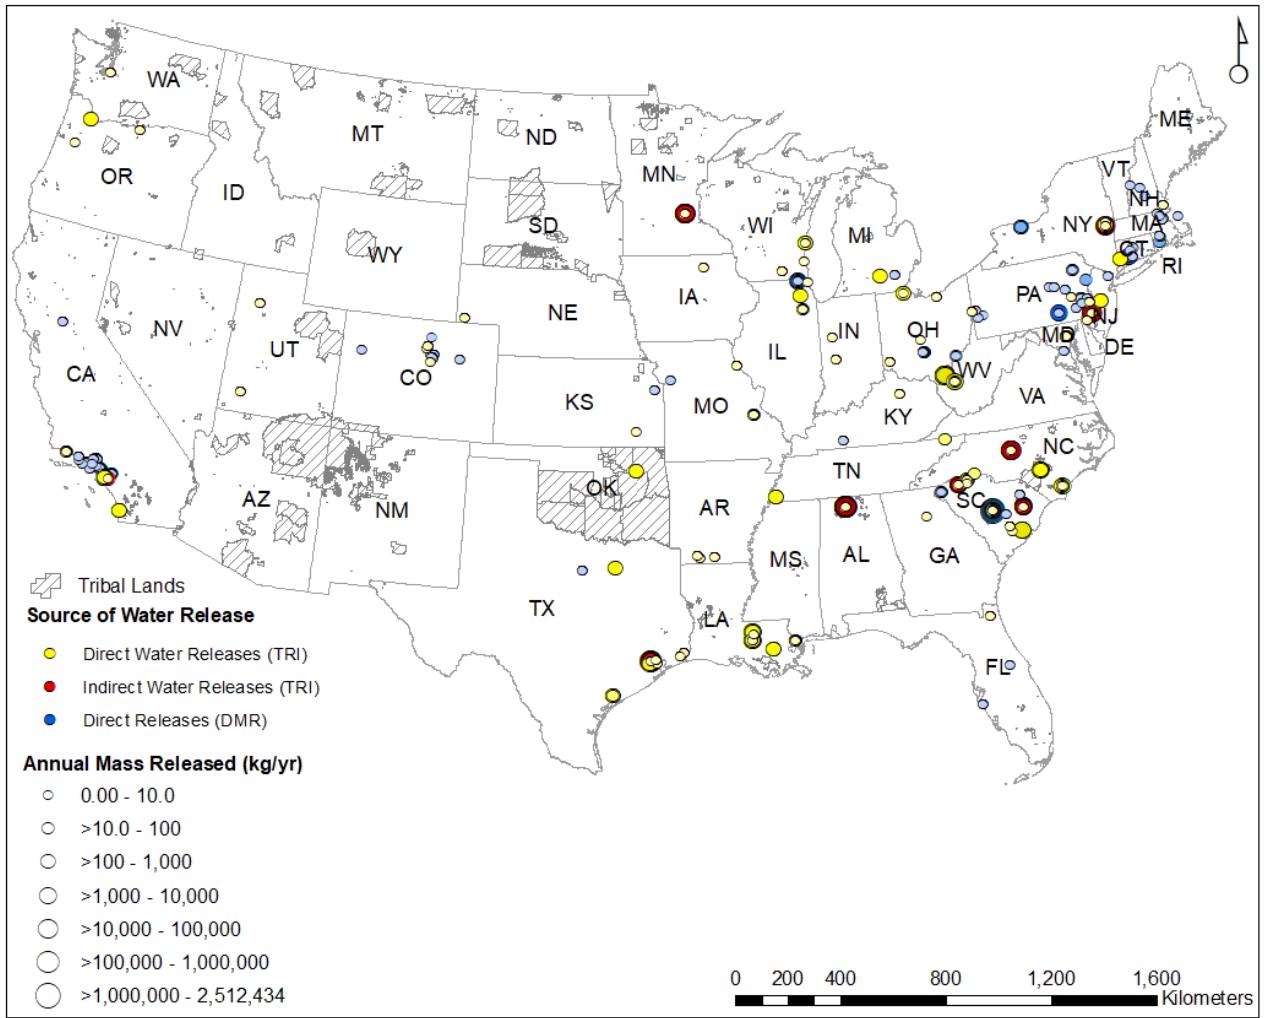 WA
MT
ND
MN
ME
OR
ID
SD
WI
MI
VT
NH
NY
MA
CT
RI
WY
NE
IA
PA
NJ
NV
UT
CO
IL
IN
OH
MD
DE
CA
KS
MO
WV
KY
VA
TN
NC
AZ
NM
OK
AR
SC
MS
AL
GA
TX
LA
FL
Tribal Lands
Source of Water Release
Direct Water Releases (TRI)
Indirect Water Releases (TRI)
Direct Releases (DMR)
Annual Mass Released (kg/yr)
0.00 - 10.0
>10.0 - 100
>100 - 1,000
>1,000 - 10,000
>10,000 - 100,000
>100,000 - 1,000,000
>1,000,000 - 2,512,434
0 200 400 800 1,200 1,600
Kilometers